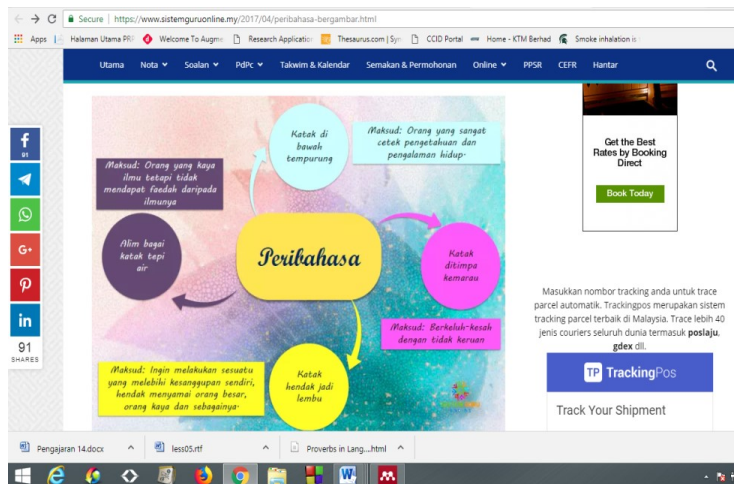 Secure | https://www.sistemguruonline.my/2017/04/peribahasa-bergambar.html
Apps Halaman Utama PRP Welcome To Augme Research Application Thesaurus.com | Syn CCID Portal Home - KTM Berhad Smoke inhalation is
Utama Nota Soalan PdPc Takwim & Kalendar Semakan & Permohonan Online PPSR CEFR Hantar
91
G+
in
91
SHARES
Katak di
bawah
tempurung
Maksud: Orang yang sangat
cetek pengetahuan dan
pengalaman hidup.
Maksud: Orang yang kaya
ilmu tetapi tidak
mendapat faedah daripada
ilmunya
Alim bagai
katak tepi
air
Peribahasa
Katak
ditimpa
kemarau
Maksud: Berkeluh-kesah
dengan tidak keruan
Maksud: Ingin melakukan sesuatu
yang melebihi kesanggupan sendiri,
hendak menyamai orang besar,
orang kaya dan sebagainya.
Katak
hendak jadi
lembu
Get the Best
Rates by Booking
Direct
Book Today
Masukkan nombor tracking anda untuk trace
parcel automatik. Trackingpos merupakan sistem
tracking parcel terbaik di Malaysia. Trace lebih 40
jenis couriers seluruh dunia termasuk poslaju,
gdex dll.
TP TrackingPos
Track Your Shipment
Pengajaran 14.docx less05.rtf Proverbs in Lang....html